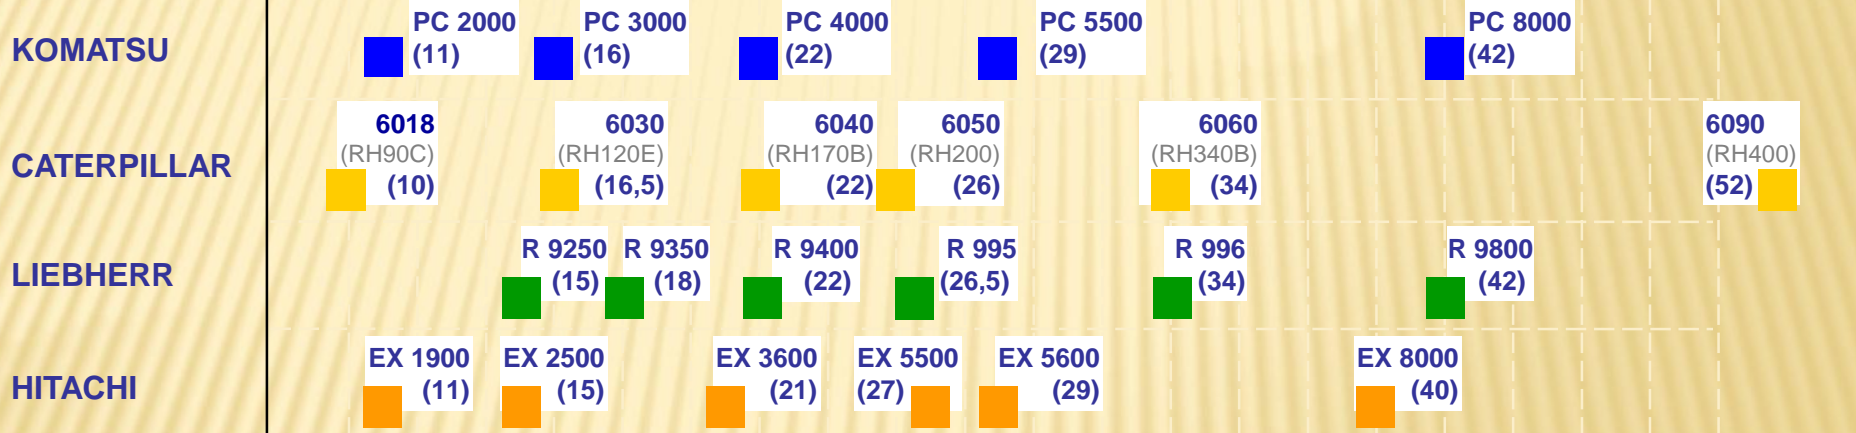 KOMATSU
PC 2000
(11)
PC 3000
(16)
PC 4000
(22)
PC 5500
(29)
PC 8000
(42)
CATERPILLAR
6018
(RH90C)
(10)
6030
(RH120E)
(16,5)
6040
(RH170B)
(22)
6050
(RH200)
(26)
6060
(RH340B)
(34)
6090
(RH400)
(52)
LIEBHERR
R 9250
(15)
R 9350
(18)
R 9400
(22)
R 995
(26,5)
R 996
(34)
R 9800
(42)
HITACHI
EX 1900
(11)
EX 2500
(15)
EX 3600
(21)
EX 5500
(27)
EX 5600
(29)
EX 8000
(40)